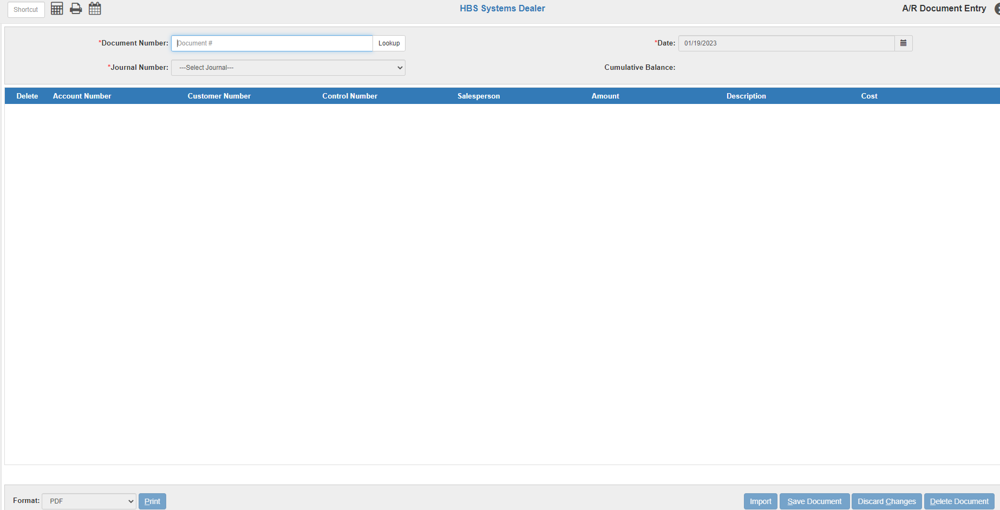 Shortcut
HBS Systems Dealer
A/R Document Entry
*Document Number: Document # Lookup
*Date: 01/19/2023
*Journal Number: ---Select Journal---
Cumulative Balance:
Delete Account Number Customer Number Control Number Salesperson Amount Description Cost
Format: PDF Print Import Save Document Discard Changes Delete Document